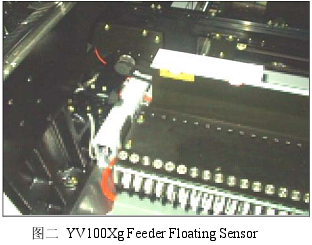 图二 YV100Xg Feeder Floating Sensor